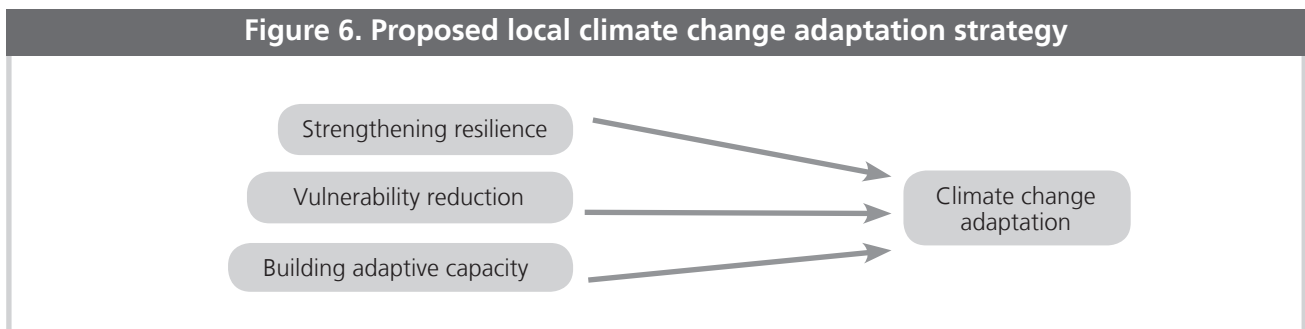 Figure 6. Proposed local climate change adaptation strategy
Strengthening resilience
Vulnerability reduction
Building adaptive capacity
Climate change
adaptation